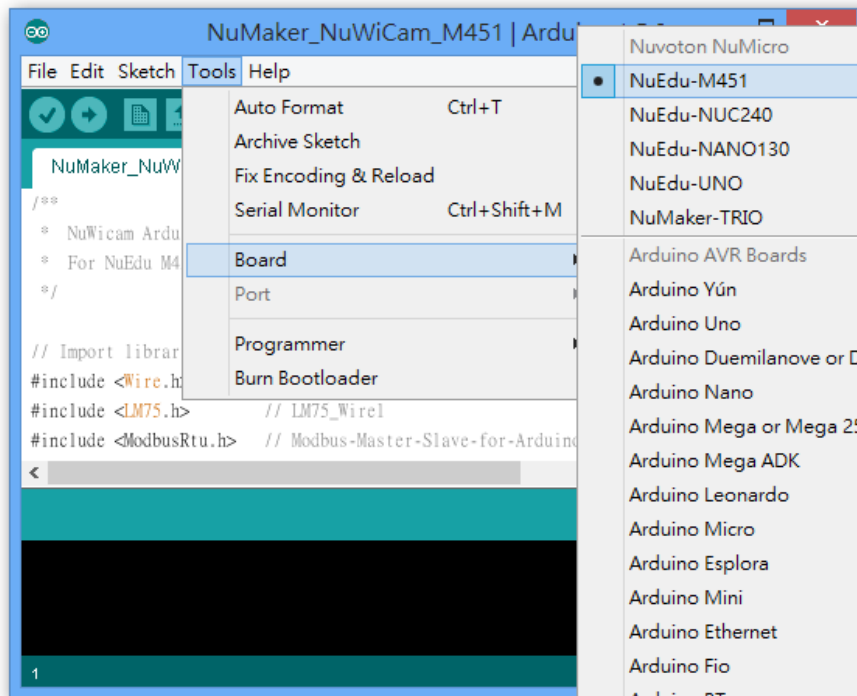 NuMaker_NuWiCam_M451 | Ardu
File Edit Sketch Tools Help
NuMaker_NuW
/**
* NuWicam Ardu
* For NuEdu M4
*/
// Import librar
#include <Wire.h>
#include <LM75.h> // LM75_Wire1
#include <ModbusRtu.h> // Modbus-Master-Slave-for-Arduino
1
Auto Format Ctrl+T
Archive Sketch
Fix Encoding & Reload
Serial Monitor Ctrl+Shift+M
Board
Port
Programmer
Burn Bootloader
Nuvoton NuMicro
NuEdu-M451
NuEdu-NUC240
NuEdu-NANO130
NuEdu-UNO
NuMaker-TRIO
Arduino AVR Boards
Arduino Yún
Arduino Uno
Arduino Duemilanove or D
Arduino Nano
Arduino Mega or Mega 25
Arduino Mega ADK
Arduino Leonardo
Arduino Micro
Arduino Esplora
Arduino Mini
Arduino Ethernet
Arduino Fio